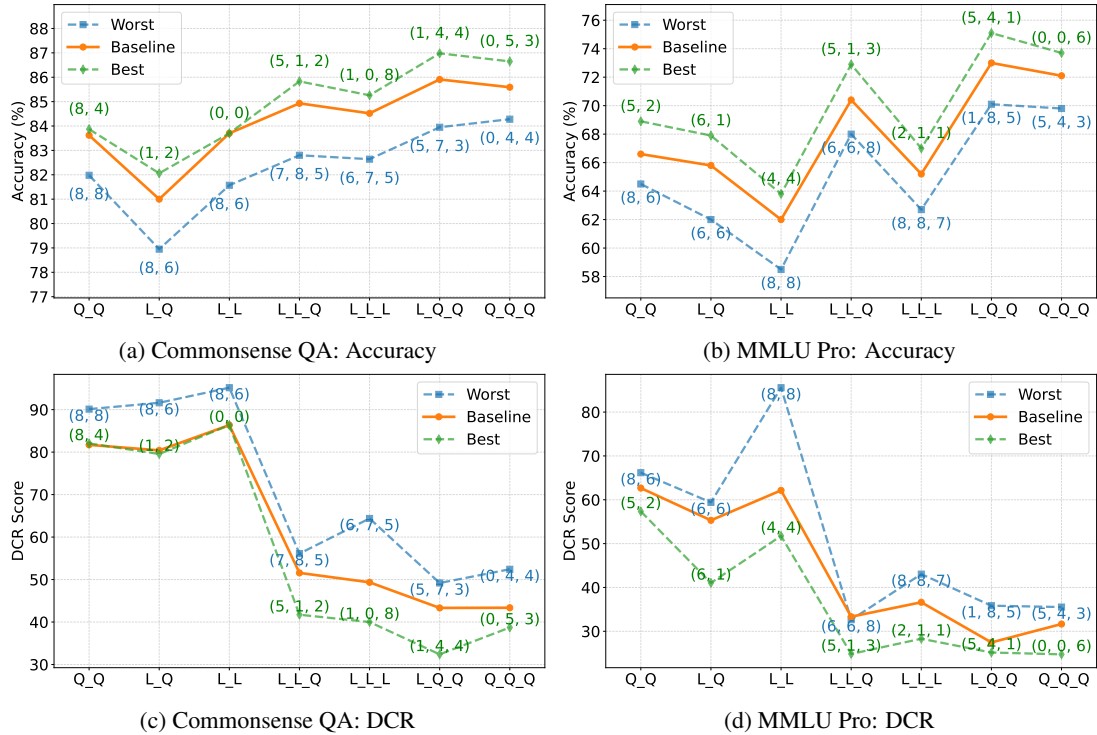 Worst
Baseline
Best
Accuracy (%)
88
87
86
85
84
83
82
81
79
78
77
(8, 4)
(1, 2)
(0, 0)
(5, 1, 2)
(1, 0, 8)
(1, 4, 4)
(0, 5, 3)
(8, 8)
(8, 6)
(8, 6)
(7, 8, 5)
(6, 7, 5)
(5, 7, 3)
(0, 4, 4)
Q_Q L_Q L_L L_L_Q L_L_L L_Q_Q Q_Q_Q
(a) Commonsense QA: Accuracy
Worst
Baseline
Best
Accuracy (%)
76
74
72
70
68
66
64
62
60
58
(5, 2)
(6, 1)
(4, 4)
(5, 1, 3)
(2, 1, 1)
(5, 4, 1)
(0, 0, 6)
(8, 6)
(6, 6)
(8, 8)
(6, 6, 8)
(8, 8, 7)
(1, 8, 5)
(5, 4, 3)
Q_Q L_Q L_L L_L_Q L_L_L L_Q_Q Q_Q_Q
(b) MMLU Pro: Accuracy
Worst
Baseline
Best
DCR Score
90
80
70
60
50
40
30
(8, 8)
(8, 6)
(8, 6)
(7, 8, 5)
(6, 7, 5)
(5, 7, 3)
(0, 4, 4)
(8, 4)
(1, 2)
(0, 0)
(5, 1, 2)
(1, 0, 8)
(1, 4, 4)
(0, 5, 3)
Q_Q L_Q L_L L_L_Q L_L_L L_Q_Q Q_Q_Q
(c) Commonsense QA: DCR
Worst
Baseline
Best
DCR Score
80
70
60
50
40
30
(8, 6)
(6, 6)
(8, 8)
(6, 6, 8)
(8, 8, 7)
(1, 8, 5)
(5, 4, 3)
(5, 2)
(6, 1)
(4, 4)
(5, 1, 3)
(2, 1, 1)
(5, 4, 1)
(0, 0, 6)
Q_Q L_Q L_L L_L_Q L_L_L L_Q_Q Q_Q_Q
(d) MMLU Pro: DCR